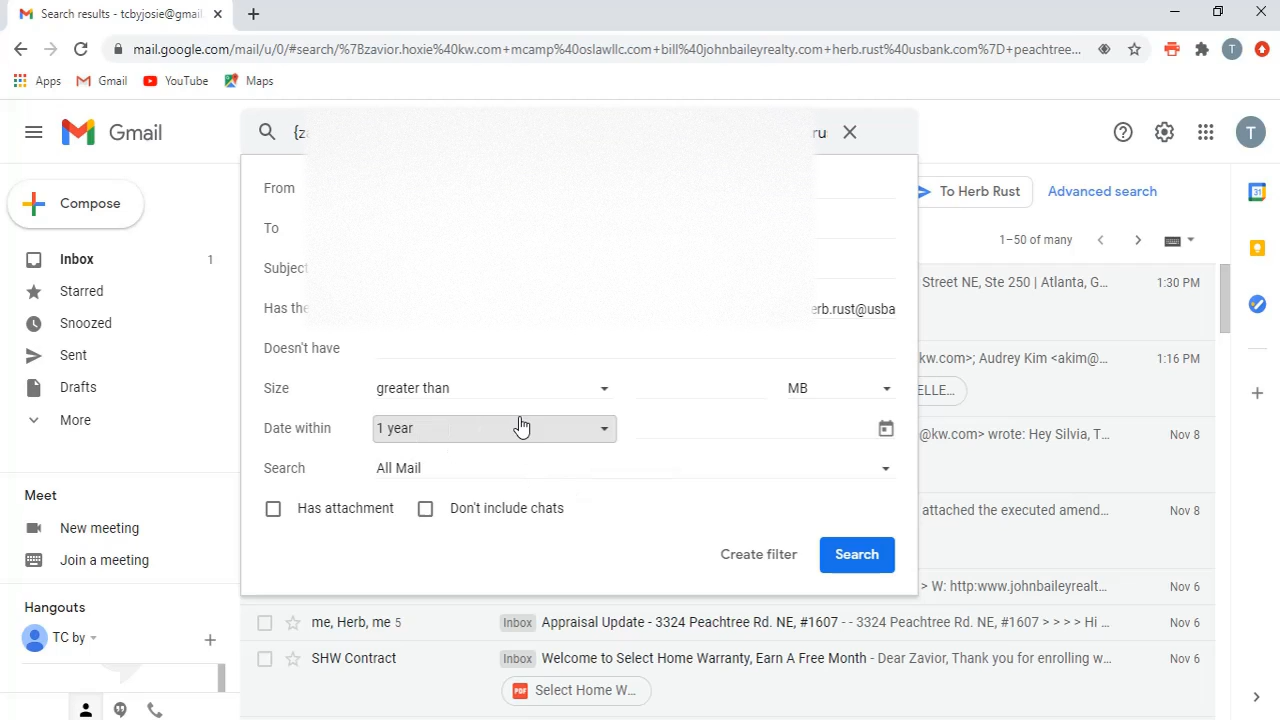 Search results - tcbyjosie@gmai
mail.google.com/mail/u/0/#search/%7Bzavior.hoxie%40kw.com+mcamp%40oslawllc.com+bill%40johnbaileyrealty.com+herb.rust%40usbank.com%7D+peachtree...
T
Apps Gmail YouTube Maps
Gmail
{za
rus
T
Compose
From
To Herb Rust Advanced search
To
1–50 of many
Inbox 1
Subject
Starred
Street NE, Ste 250 | Atlanta, G... 1:30 PM
Has the
erb.rust@usba
Snoozed
Doesn't have
Sent
kw.com>; Audrey Kim <akim@... 1:16 PM
Drafts
Size greater than MB
ELLE...
More
Date within 1 year
@kw.com> wrote: Hey Silvia, T... Nov 8
Search All Mail
Meet
Has attachment Don't include chats
attached the executed amend... Nov 8
New meeting
Join a meeting
Create filter Search
> W: http:www.johnbaileyrealt... Nov 6
Hangouts
me, Herb, me 5 Inbox Appraisal Update - 3324 Peachtree Rd. NE, #1607 - - 3324 Peachtree Rd. NE, #1607 > > > > Hi ... Nov 6
TC by
SHW Contract Inbox Welcome to Select Home Warranty, Earn A Free Month - Dear Zavior, Thank you for enrolling w... Nov 6
PDF Select Home W...
31